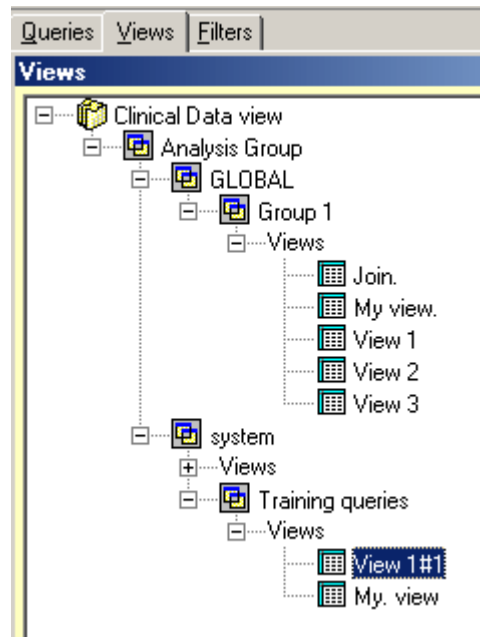 Queries Views Filters
Views
Clinical Data view
Analysis Group
GLOBAL
Group 1
Views
Join.
My view.
View 1
View 2
View 3
system
Views
Training queries
Views
View 1#1
My. view